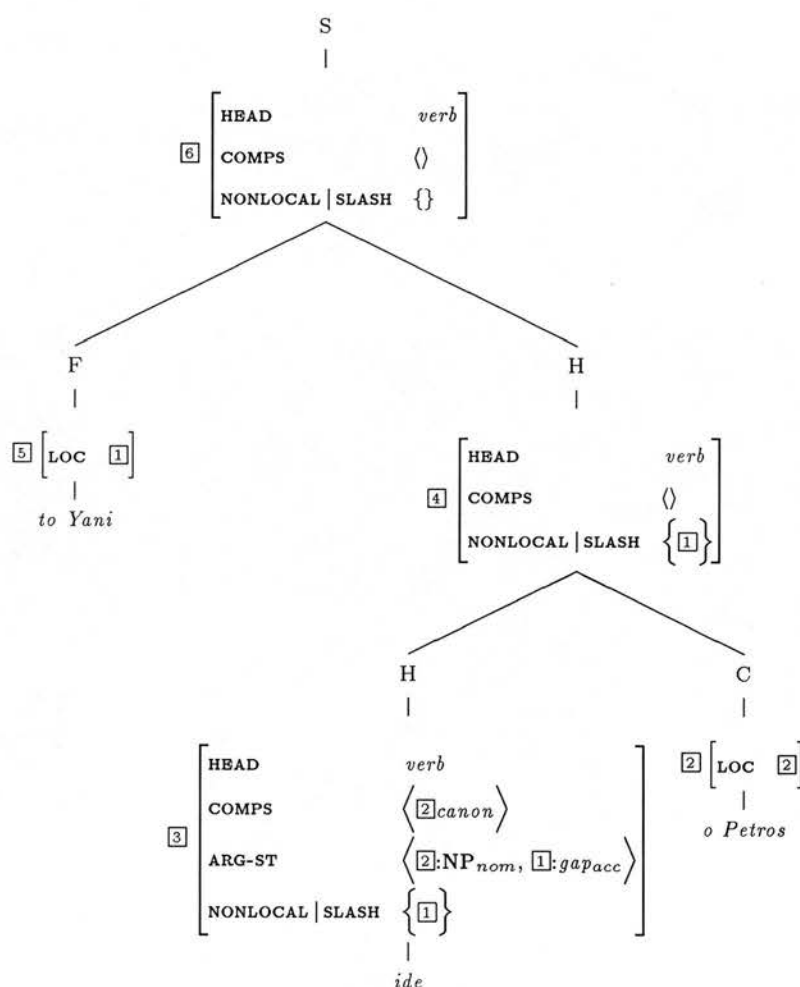 S
HEAD verb
6 COMPS ⟨⟩
NONLOCAL | SLASH {}
F H
5 [LOC 1]
to Yani
HEAD verb
4 COMPS ⟨⟩
NONLOCAL | SLASH {1}
H C
HEAD verb
COMPS ⟨2canon⟩
3 ARG-ST ⟨2:NPnom, 1:gapacc⟩
NONLOCAL | SLASH {1}
2 [LOC 2]
o Petros
ide